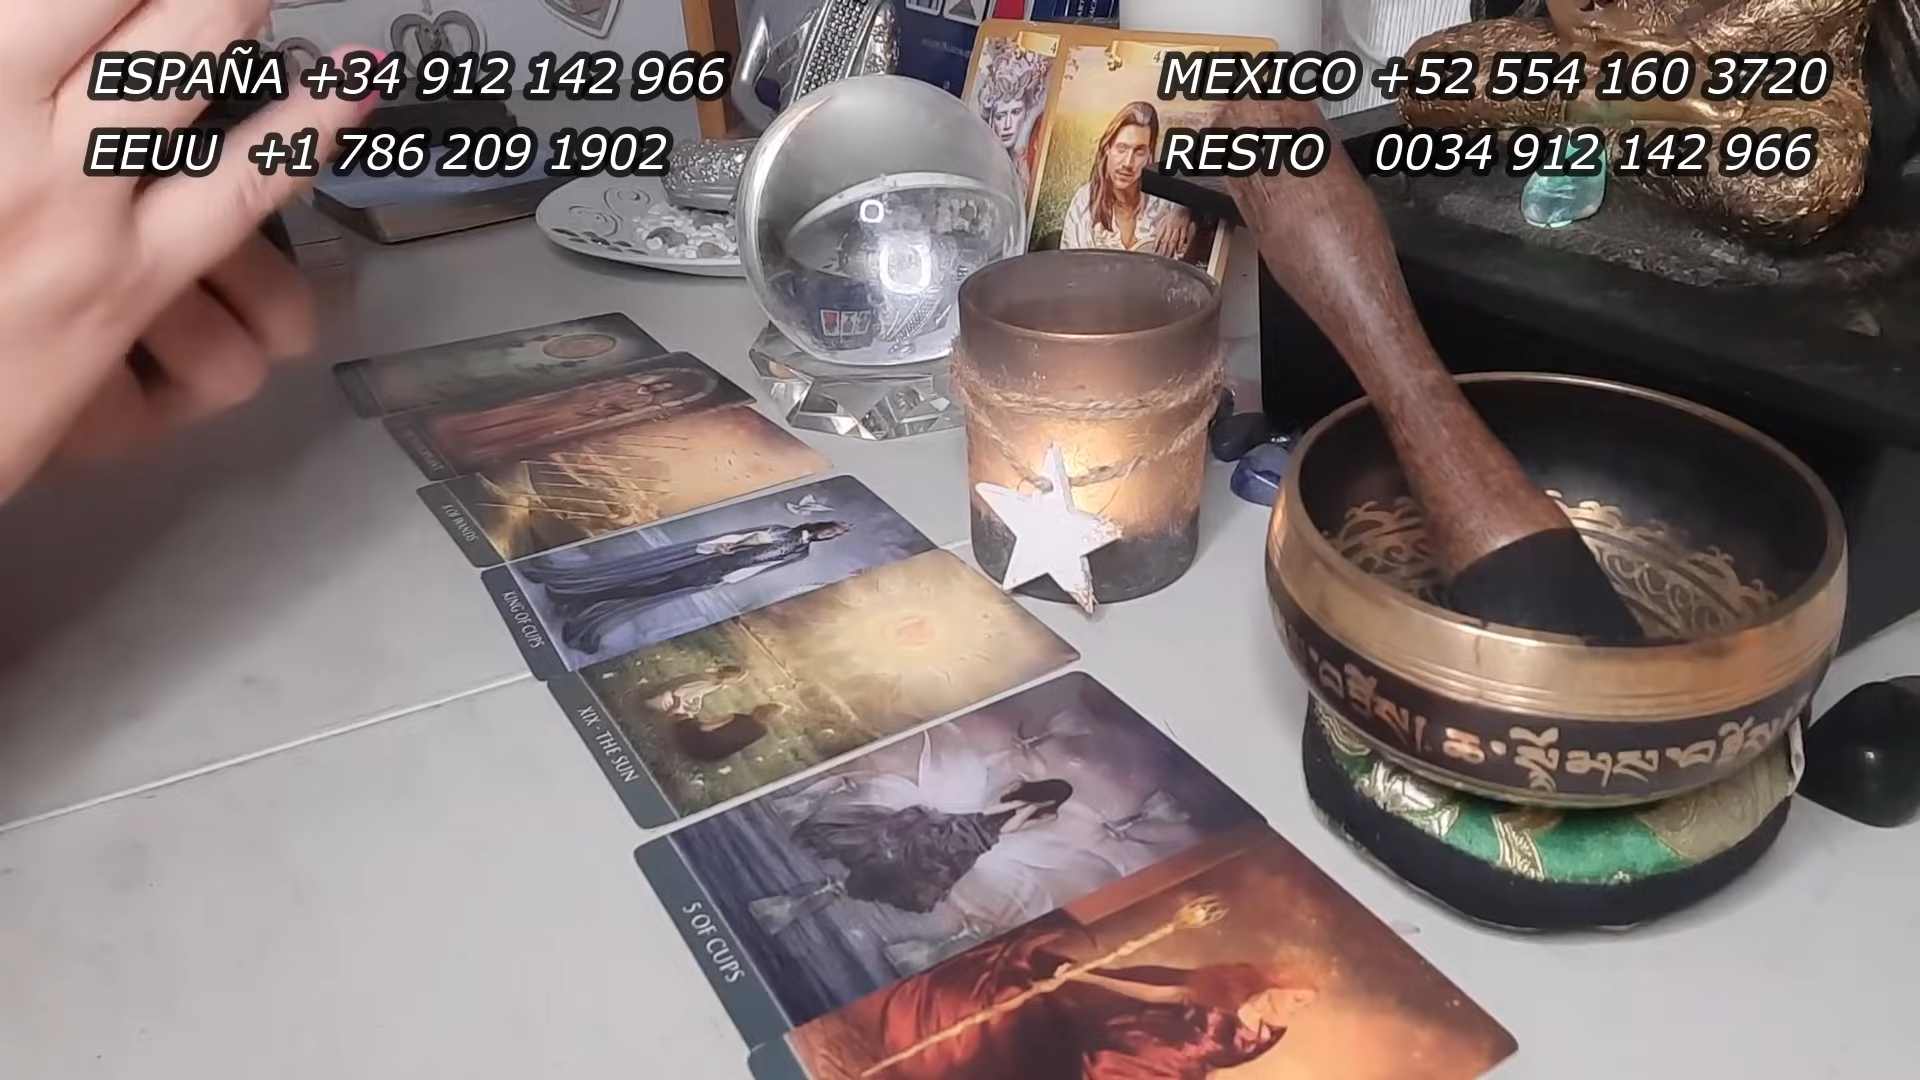 ESPAÑA +34 912 142 966
EEUU +1 786 209 1902
MEXICO +52 554 160 3720
RESTO 0034 912 142 966
KING OF CUPS
XIX - THE SUN
5 OF CUPS